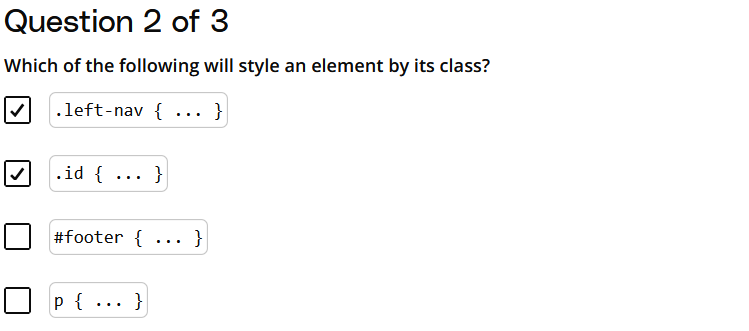 Question 2 of 3
Which of the following will style an element by its class?
.left-nav { ... }
.id { ... }
#footer { ... }
p { ... }